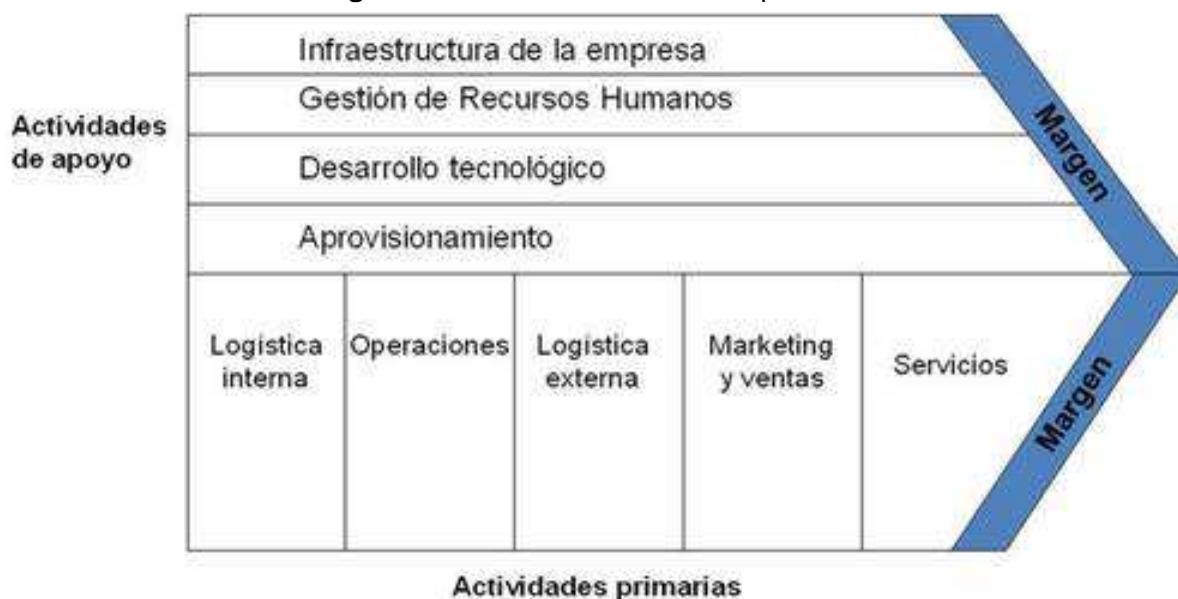 Infraestructura de la empresa
Gestión de Recursos Humanos
Actividades
de apoyo
Desarrollo tecnológico
Aprovisionamiento
Margen
Logística
interna
Operaciones
Logística
externa
Marketing
y ventas
Servicios
Margen
Actividades primarias